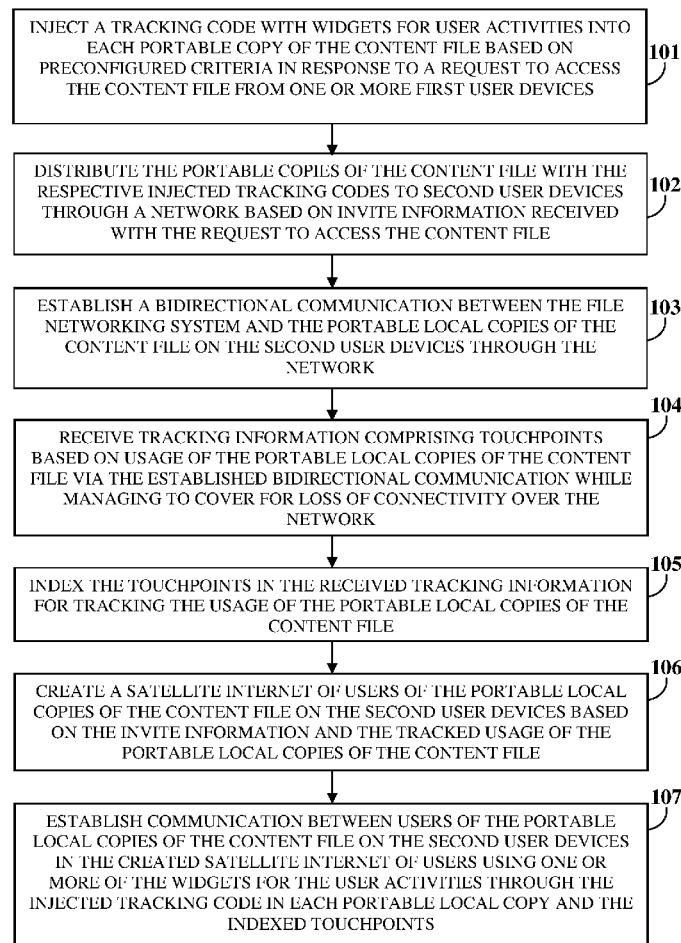 INJECT A TRACKING CODE WITH WIDGETS FOR USER ACTIVITIES INTO
EACH PORTABLE COPY OF THE CONTENT FILE BASED ON
PRECONFIGURED CRITERIA IN RESPONSE TO A REQUEST TO ACCESS
THE CONTENT FILE FROM ONE OR MORE FIRST USER DEVICES
101
DISTRIBUTE THE PORTABLE COPIES OF THE CONTENT FILE WITH THE
RESPECTIVE INJECTED TRACKING CODES TO SECOND USER DEVICES
THROUGH A NETWORK BASED ON INVITE INFORMATION RECEIVED
WITH THE REQUEST TO ACCESS THE CONTENT FILE
102
ESTABLISH A BIDIRECTIONAL COMMUNICATION BETWEEN THE FILE
NETWORKING SYSTEM AND THE PORTABLE LOCAL COPIES OF THE
CONTENT FILE ON THE SECOND USER DEVICES THROUGH THE
NETWORK
103
RECEIVE TRACKING INFORMATION COMPRISING TOUCHPOINTS
BASED ON USAGE OF THE PORTABLE LOCAL COPIES OF THE CONTENT
FILE VIA THE ESTABLISHED BIDIRECTIONAL COMMUNICATION WHILE
MANAGING TO COVER FOR LOSS OF CONNECTIVITY OVER THE
NETWORK
104
INDEX THE TOUCHPOINTS IN THE RECEIVED TRACKING INFORMATION
FOR TRACKING THE USAGE OF THE PORTABLE LOCAL COPIES OF THE
CONTENT FILE
105
CREATE A SATELLITE INTERNET OF USERS OF THE PORTABLE LOCAL
COPIES OF THE CONTENT FILE ON THE SECOND USER DEVICES BASED
ON THE INVITE INFORMATION AND THE TRACKED USAGE OF THE
PORTABLE LOCAL COPIES OF THE CONTENT FILE
106
ESTABLISH COMMUNICATION BETWEEN USERS OF THE PORTABLE
LOCAL COPIES OF THE CONTENT FILE ON THE SECOND USER DEVICES
IN THE CREATED SATELLITE INTERNET OF USERS USING ONE OR
MORE OF THE WIDGETS FOR THE USER ACTIVITIES THROUGH THE
INJECTED TRACKING CODE IN EACH PORTABLE LOCAL COPY AND THE
INDEXED TOUCHPOINTS
107